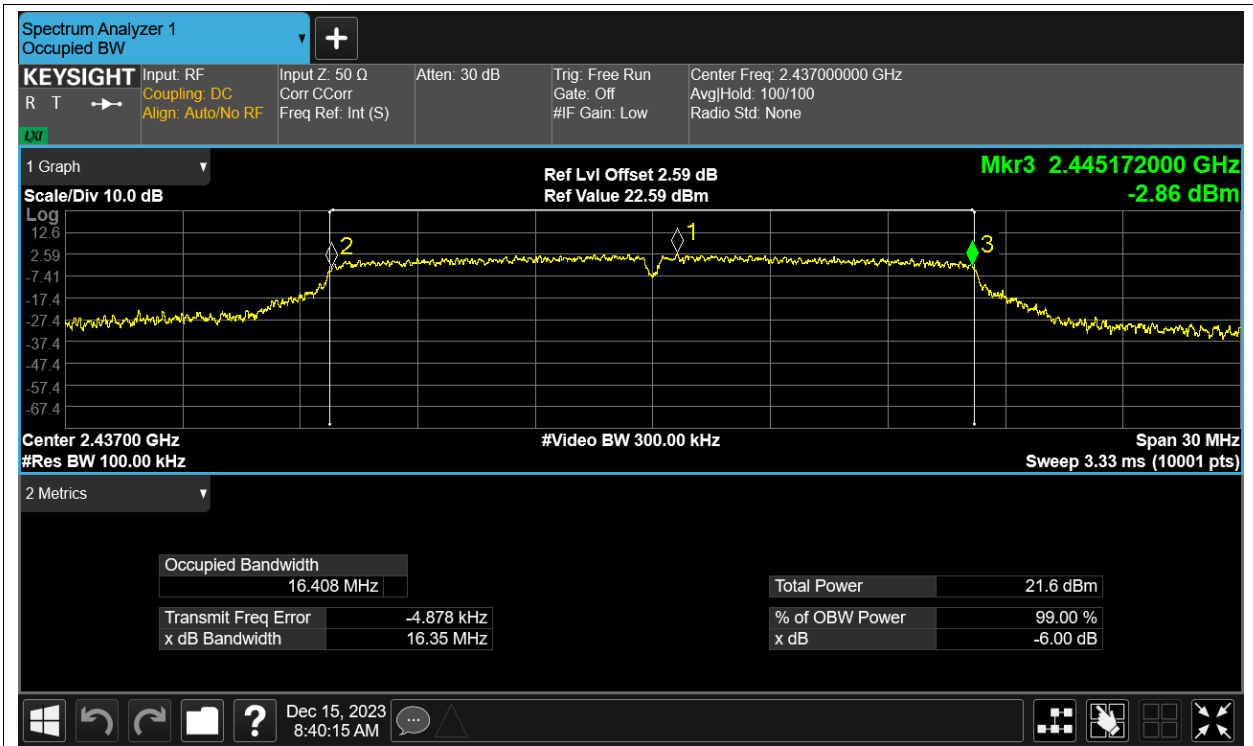 Spectrum Analyzer 1
Occupied BW
KEYSIGHT
R T
LXI
Input: RF
Coupling: DC
Align: Auto/No RF
Input Z: 50 Ω
Corr CCorr
Freq Ref: Int (S)
Atten: 30 dB
Trig: Free Run
Gate: Off
#IF Gain: Low
Center Freq: 2.437000000 GHz
Avg|Hold: 100/100
Radio Std: None
1 Graph
Scale/Div 10.0 dB
Ref Lvl Offset 2.59 dB
Ref Value 22.59 dBm
Mkr3 2.445172000 GHz
-2.86 dBm
Log
12.6
2.59
-7.41
-17.4
-27.4
-37.4
-47.4
-57.4
-67.4
2
1
3
Center 2.43700 GHz
#Video BW 300.00 kHz
Span 30 MHz
#Res BW 100.00 kHz
Sweep 3.33 ms (10001 pts)
2 Metrics
Occupied Bandwidth
16.408 MHz
Transmit Freq Error -4.878 kHz
x dB Bandwidth 16.35 MHz
Total Power 21.6 dBm
% of OBW Power 99.00 %
x dB -6.00 dB
?
Dec 15, 2023
8:40:15 AM